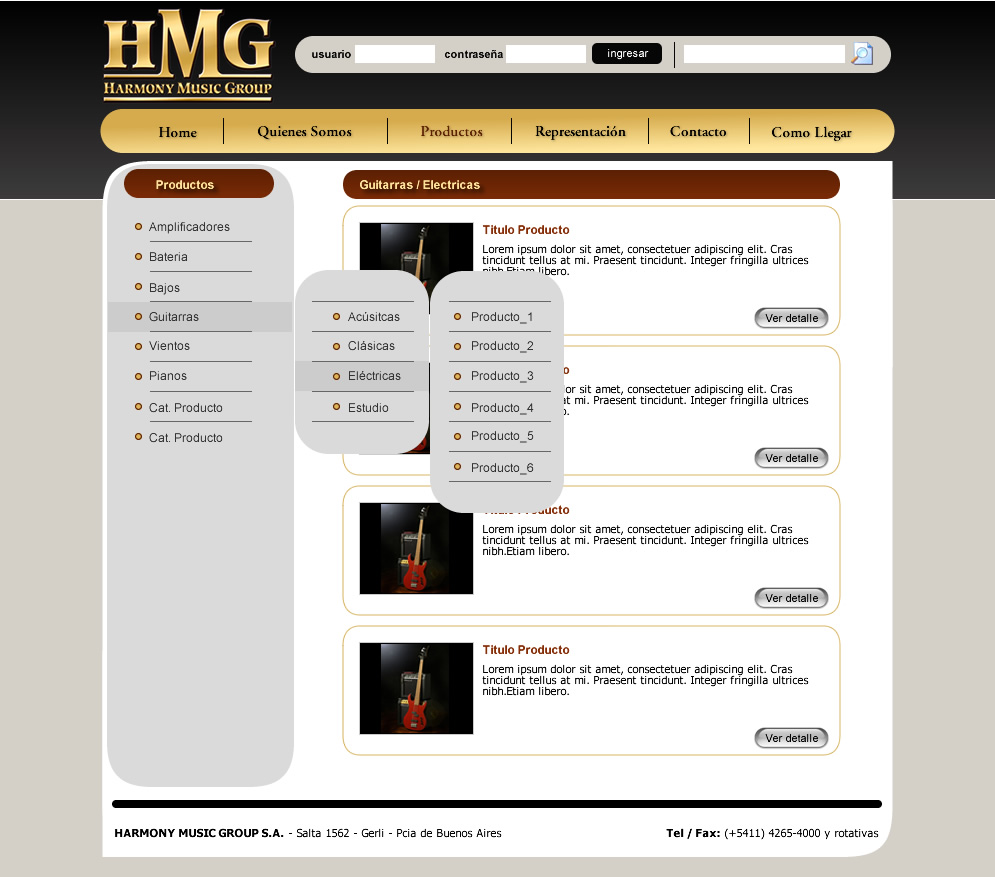 HMG
HARMONY MUSIC GROUP
usuario
contraseña
ingresar
Home
Quienes Somos
Productos
Representación
Contacto
Como Llegar
Productos
Amplificadores
Bateria
Bajos
Guitarras
Vientos
Pianos
Cat. Producto
Cat. Producto
Acúsitcas
Clásicas
Eléctricas
Estudio
Producto_1
Producto_2
Producto_3
Producto_4
Producto_5
Producto_6
Guitarras / Electricas
Titulo Producto
Lorem ipsum dolor sit amet, consectetuer adipiscing elit. Cras
tincidunt tellus at mi. Praesent tincidunt. Integer fringilla ultrices
nibh.Etiam libero.
Ver detalle
or sit amet, consectetuer adipiscing elit. Cras
at mi. Praesent tincidunt. Integer fringilla ultrices
Ver detalle
Titulo Producto
Lorem ipsum dolor sit amet, consectetuer adipiscing elit. Cras
tincidunt tellus at mi. Praesent tincidunt. Integer fringilla ultrices
nibh.Etiam libero.
Ver detalle
Titulo Producto
Lorem ipsum dolor sit amet, consectetuer adipiscing elit. Cras
tincidunt tellus at mi. Praesent tincidunt. Integer fringilla ultrices
nibh.Etiam libero.
Ver detalle
HARMONY MUSIC GROUP S.A. - Salta 1562 - Gerli - Pcia de Buenos Aires
Tel / Fax: (+5411) 4265-4000 y rotativas